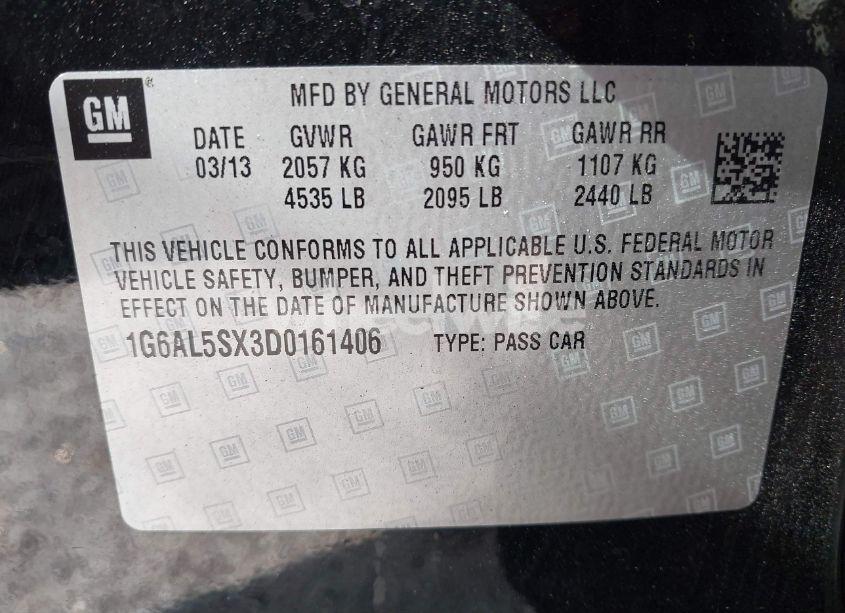 GM
MFD BY GENERAL MOTORS LLC
DATE GVWR GAWR FRT GAWR RR
03/13 2057 KG 950 KG 1107 KG
4535 LB 2095 LB 2440 LB
THIS VEHICLE CONFORMS TO ALL APPLICABLE U.S. FEDERAL MOTOR
VEHICLE SAFETY, BUMPER, AND THEFT PREVENTION STANDARDS IN
EFFECT ON THE DATE OF MANUFACTURE SHOWN ABOVE.
1G6AL5SX3D0161406 TYPE: PASS CAR